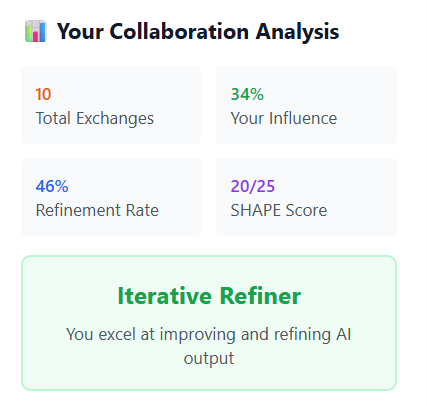 Your Collaboration Analysis
10
Total Exchanges
34%
Your Influence
46%
Refinement Rate
20/25
SHAPE Score
Iterative Refiner
You excel at improving and refining AI
output